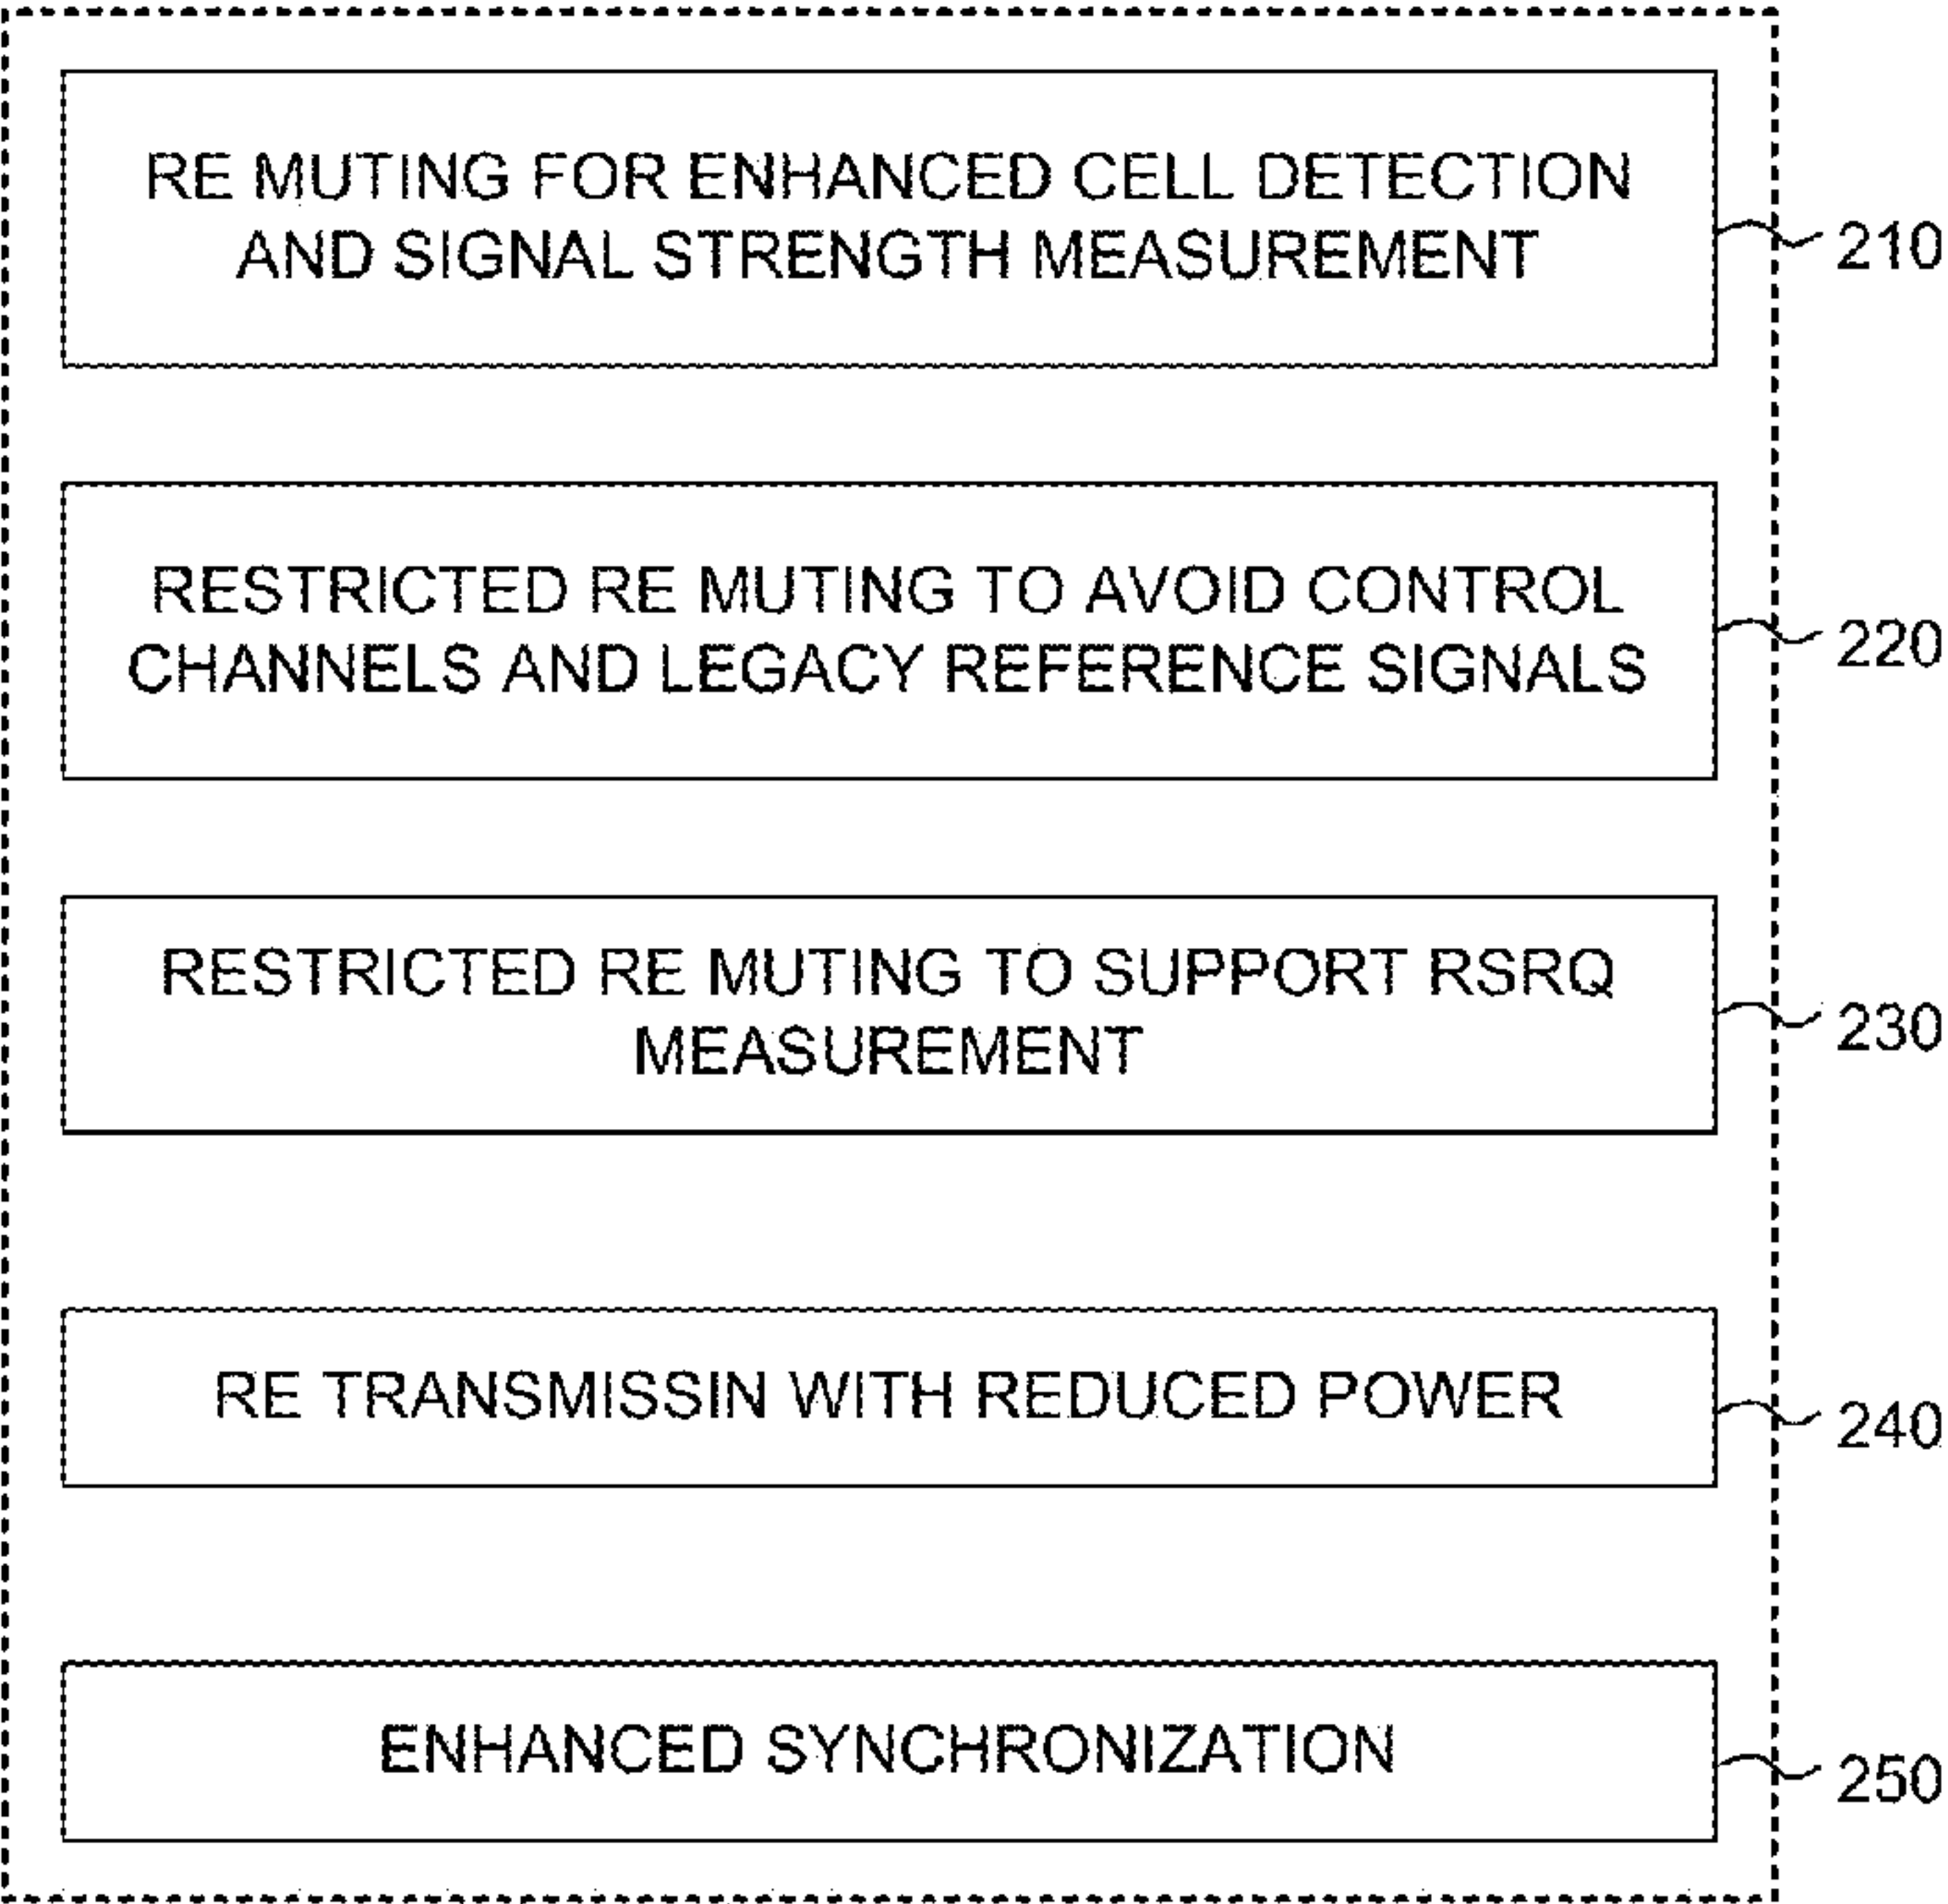 RE MUTING FOR ENHANCED CELL DETECTION
AND SIGNAL STRENGTH MEASUREMENT
210
RESTRICTED RE MUTING TO AVOID CONTROL
CHANNELS AND LEGACY REFERENCE SIGNALS
220
RESTRICTED RE MUTING TO SUPPORT RSRQ
MEASUREMENT
230
RE TRANSMISSIN WITH REDUCED POWER
240
ENHANCED SYNCHRONIZATION
250